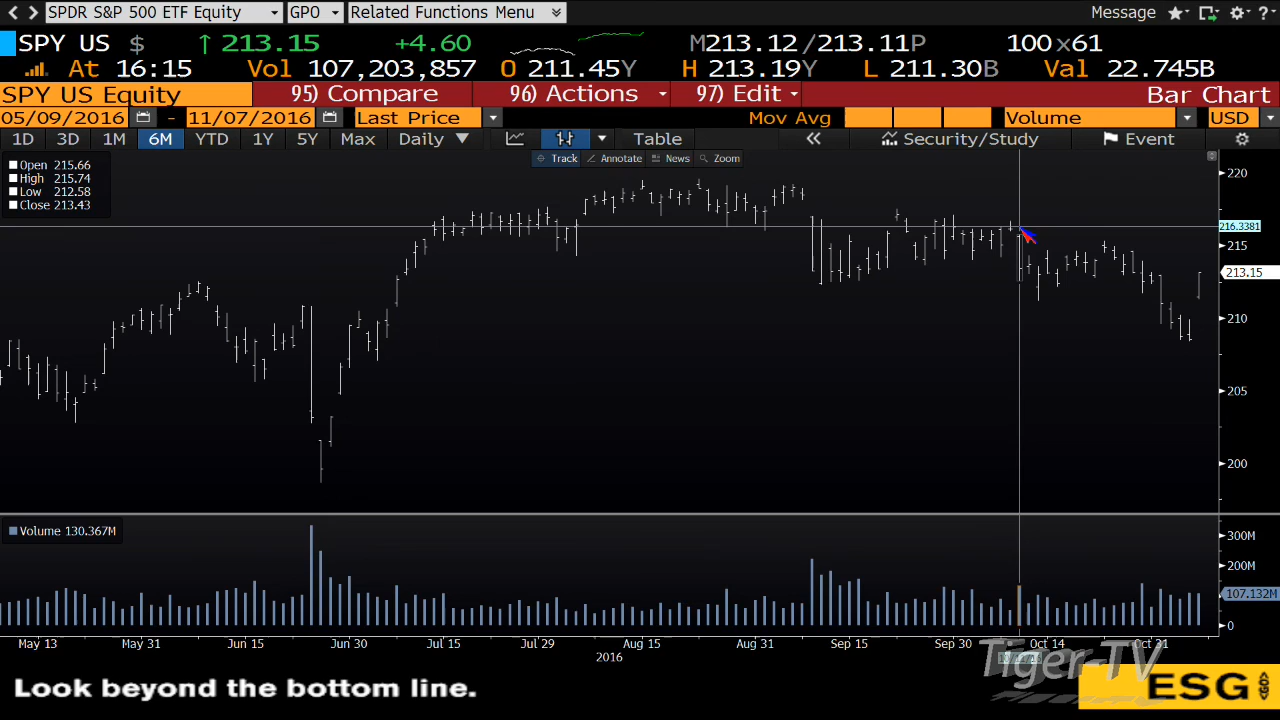 SPDR S&P 500 ETF Equity GPO Related Functions Menu Message
SPY US $ ↑ 213.15 +4.60 M213.12/213.11P 100x61
At 16:15 Vol 107,203,857 O 211.45Y H 213.19Y L 211.30B Val 22.745B
SPY US Equity 95) Compare 96) Actions 97) Edit Bar Chart
05/09/2016 - 11/07/2016 Last Price Mov Avg Volume USD
1D 3D 1M 6M YTD 1Y 5Y Max Daily ▼ Table « Security/Study Event
Track Annotate News Zoom
Open 215.66
High 215.74
Low 212.58
Close 213.43
220
216.3381
215
213.15
210
205
200
Volume 130.367M
300M
200M
107.132M
0
May 13 May 31 Jun 15 Jun 30 Jul 15 Jul 29 Aug 15 Aug 31 Sep 15 Sep 30 Oct 14 Oct 31
2016
Tiger-TV
Look beyond the bottom line.
ESG